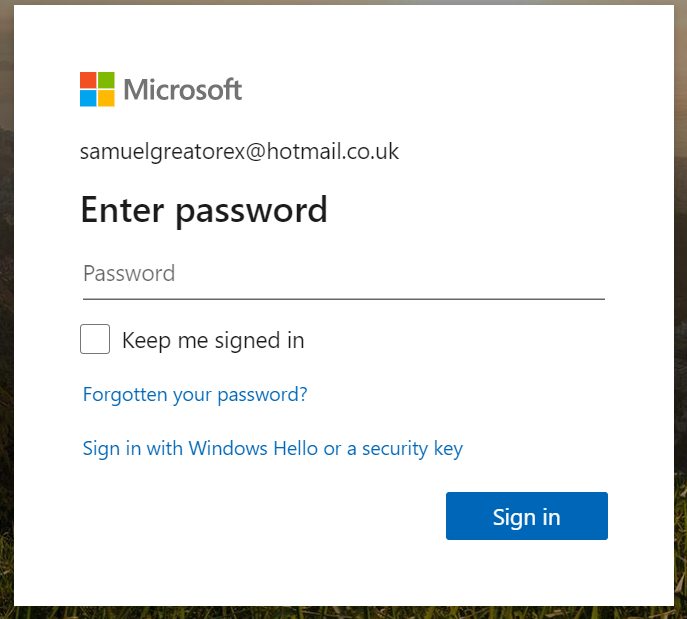 Microsoft
samuelgreatorex@hotmail.co.uk
Enter password
Password
Keep me signed in
Forgotten your password?
Sign in with Windows Hello or a security key
Sign in